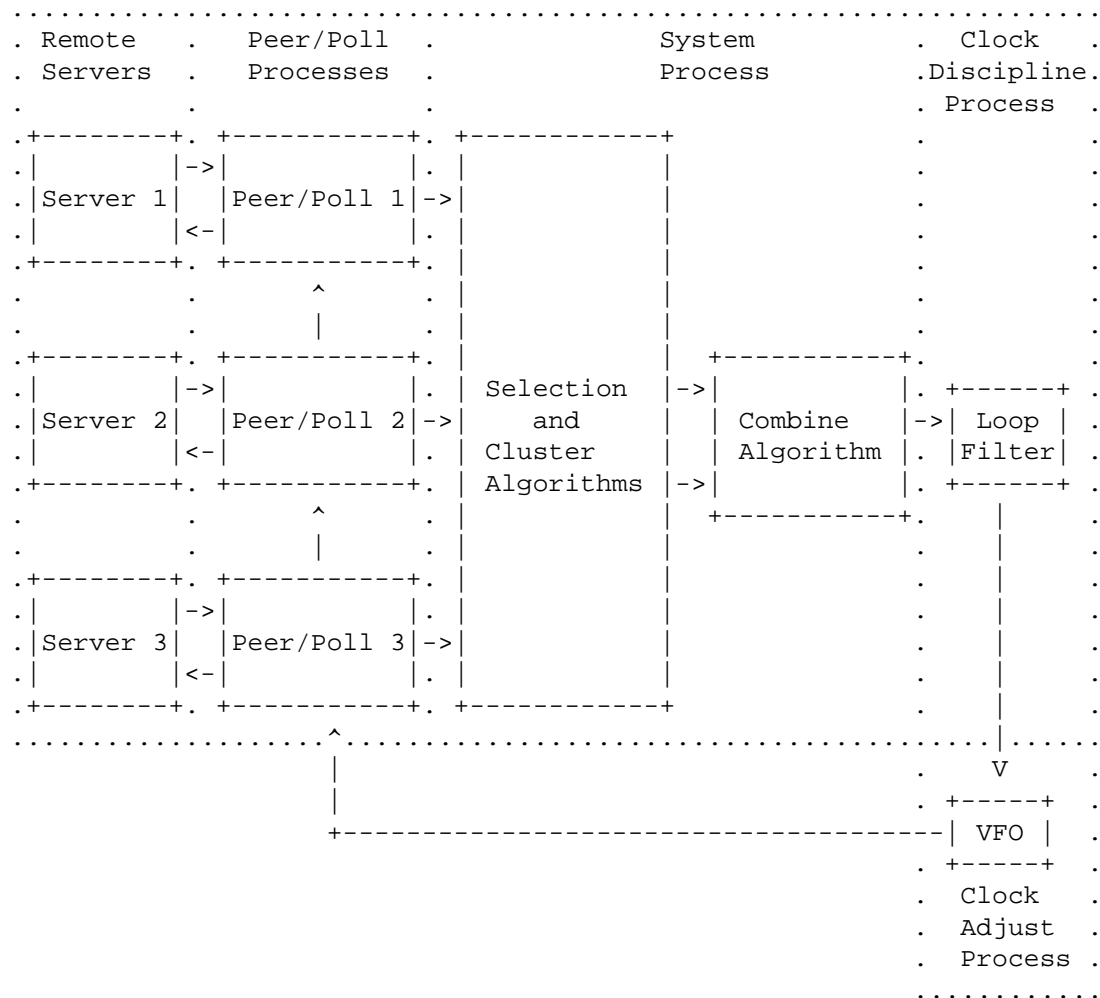 Remote Peer/Poll System Clock
Servers Processes Process Discipline
Process
Server 1 Peer/Poll 1
Selection
Server 2 Peer/Poll 2 and Combine Loop
Cluster Algorithm Filter
Algorithms
Server 3 Peer/Poll 3
V
VFO
Clock
Adjust
Process